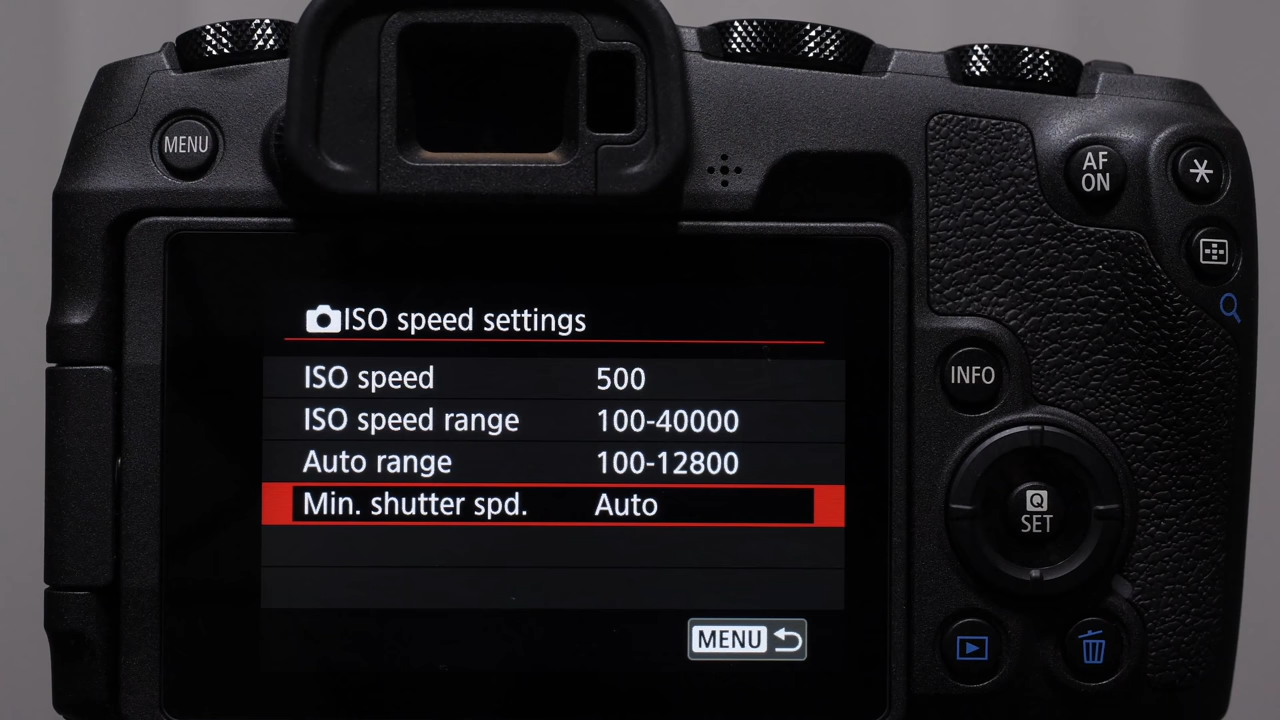 MENU
AF
ON
ISO speed settings
ISO speed 500
ISO speed range 100-40000
Auto range 100-12800
Min. shutter spd. Auto
MENU
INFO
Q
SET